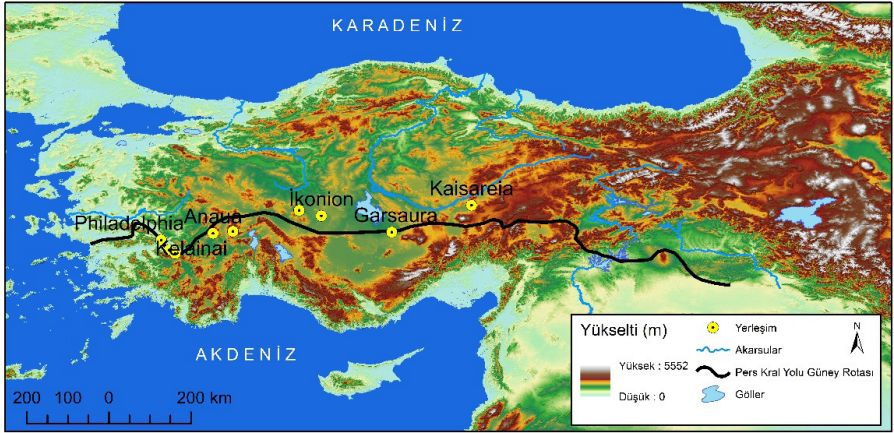 KARADENİZ
Kaisareia
İkonion
Garsaura
Philadelphia
Anaua
Kelainai
AKDENİZ
200 100 0 200 km
Yükselti (m)
Yüksek : 5552
Düşük : 0
Yerleşim
Akarsular
Pers Kral Yolu Güney Rotası
Göller
N